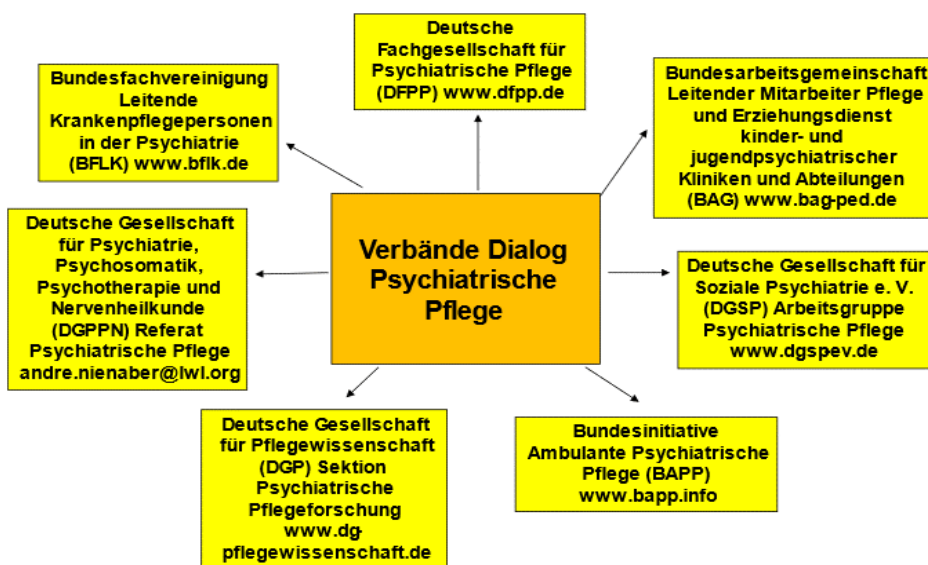 Deutsche
Fachgesellschaft für
Psychiatrische Pflege
(DFPP) www.dfpp.de
Bundesfachvereinigung
Leitende
Krankenpflegepersonen
in der Psychiatrie
(BFLK) www.bflk.de
Bundesarbeitsgemeinschaft
Leitender Mitarbeiter Pflege
und Erziehungsdienst
kinder- und
jugendpsychiatrischer
Kliniken und Abteilungen
(BAG) www.bag-ped.de
Verbände Dialog
Psychiatrische
Pflege
Deutsche Gesellschaft
für Psychiatrie,
Psychosomatik,
Psychotherapie und
Nervenheilkunde
(DGPPN) Referat
Psychiatrische Pflege
andre.nienaber@lwl.org
Deutsche Gesellschaft für
Soziale Psychiatrie e. V.
(DGSP) Arbeitsgruppe
Psychiatrische Pflege
www.dgspev.de
Deutsche Gesellschaft
für Pflegewissenschaft
(DGP) Sektion
Psychiatrische
Pflegeforschung
www.dg-
pflegewissenschaft.de
Bundesinitiative
Ambulante Psychiatrische
Pflege (BAPP)
www.bapp.info